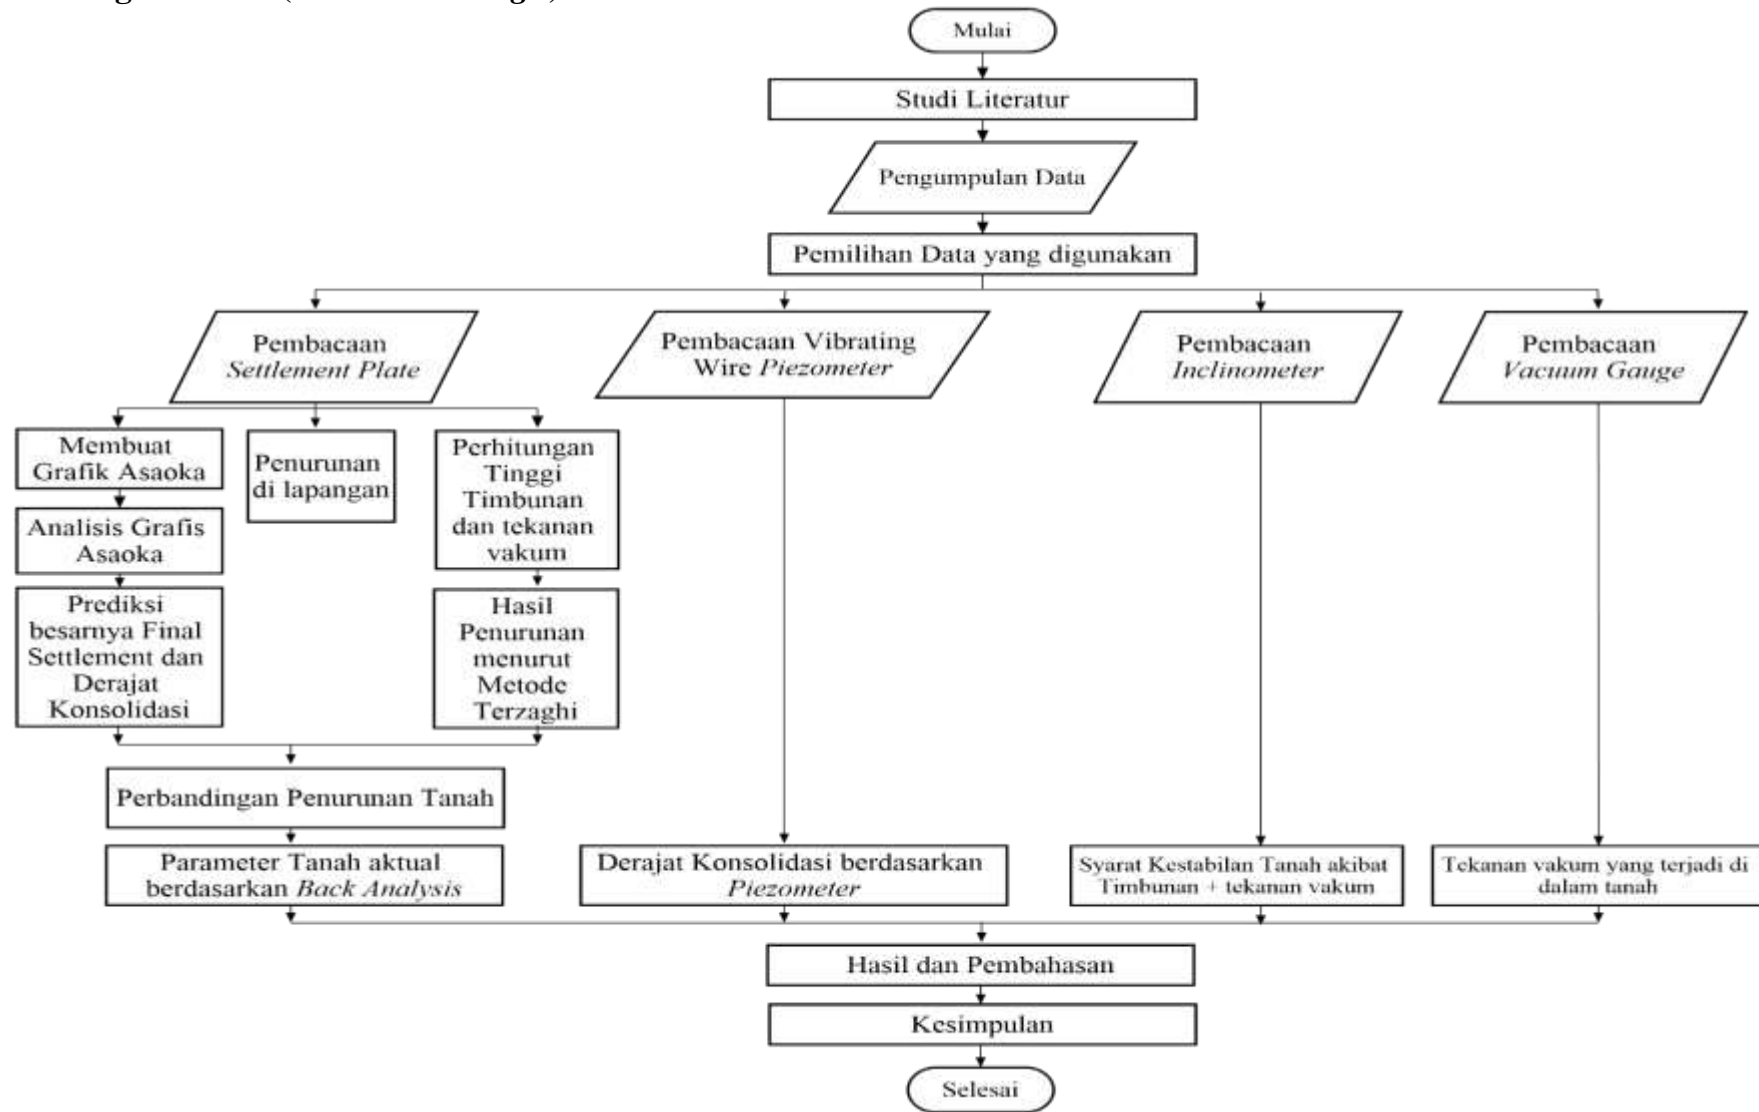 Mulai
Studi Literatur
Pengumpulan Data
Pemilihan Data yang digunakan
Pembacaan
Settlement Plate
Pembacaan Vibrating
Wire Piezometer
Pembacaan
Inclinometer
Pembacaan
Vacuum Gauge
Membuat
Grafik Asaoka
Penurunan
di lapangan
Perhitungan
Tinggi
Timbunan
dan tekanan
vakum
Analisis Grafis
Asaoka
Prediksi
besarnya Final
Settlement dan
Derajat
Konsolidasi
Hasil
Penurunan
menurut
Metode
Terzaghi
Perbandingan Penurunan Tanah
Parameter Tanah aktual
berdasarkan Back Analysis
Derajat Konsolidasi berdasarkan
Piezometer
Syarat Kestabilan Tanah akibat
Timbunan + tekanan vakum
Tekanan vakum yang terjadi di
dalam tanah
Hasil dan Pembahasan
Kesimpulan
Selesai